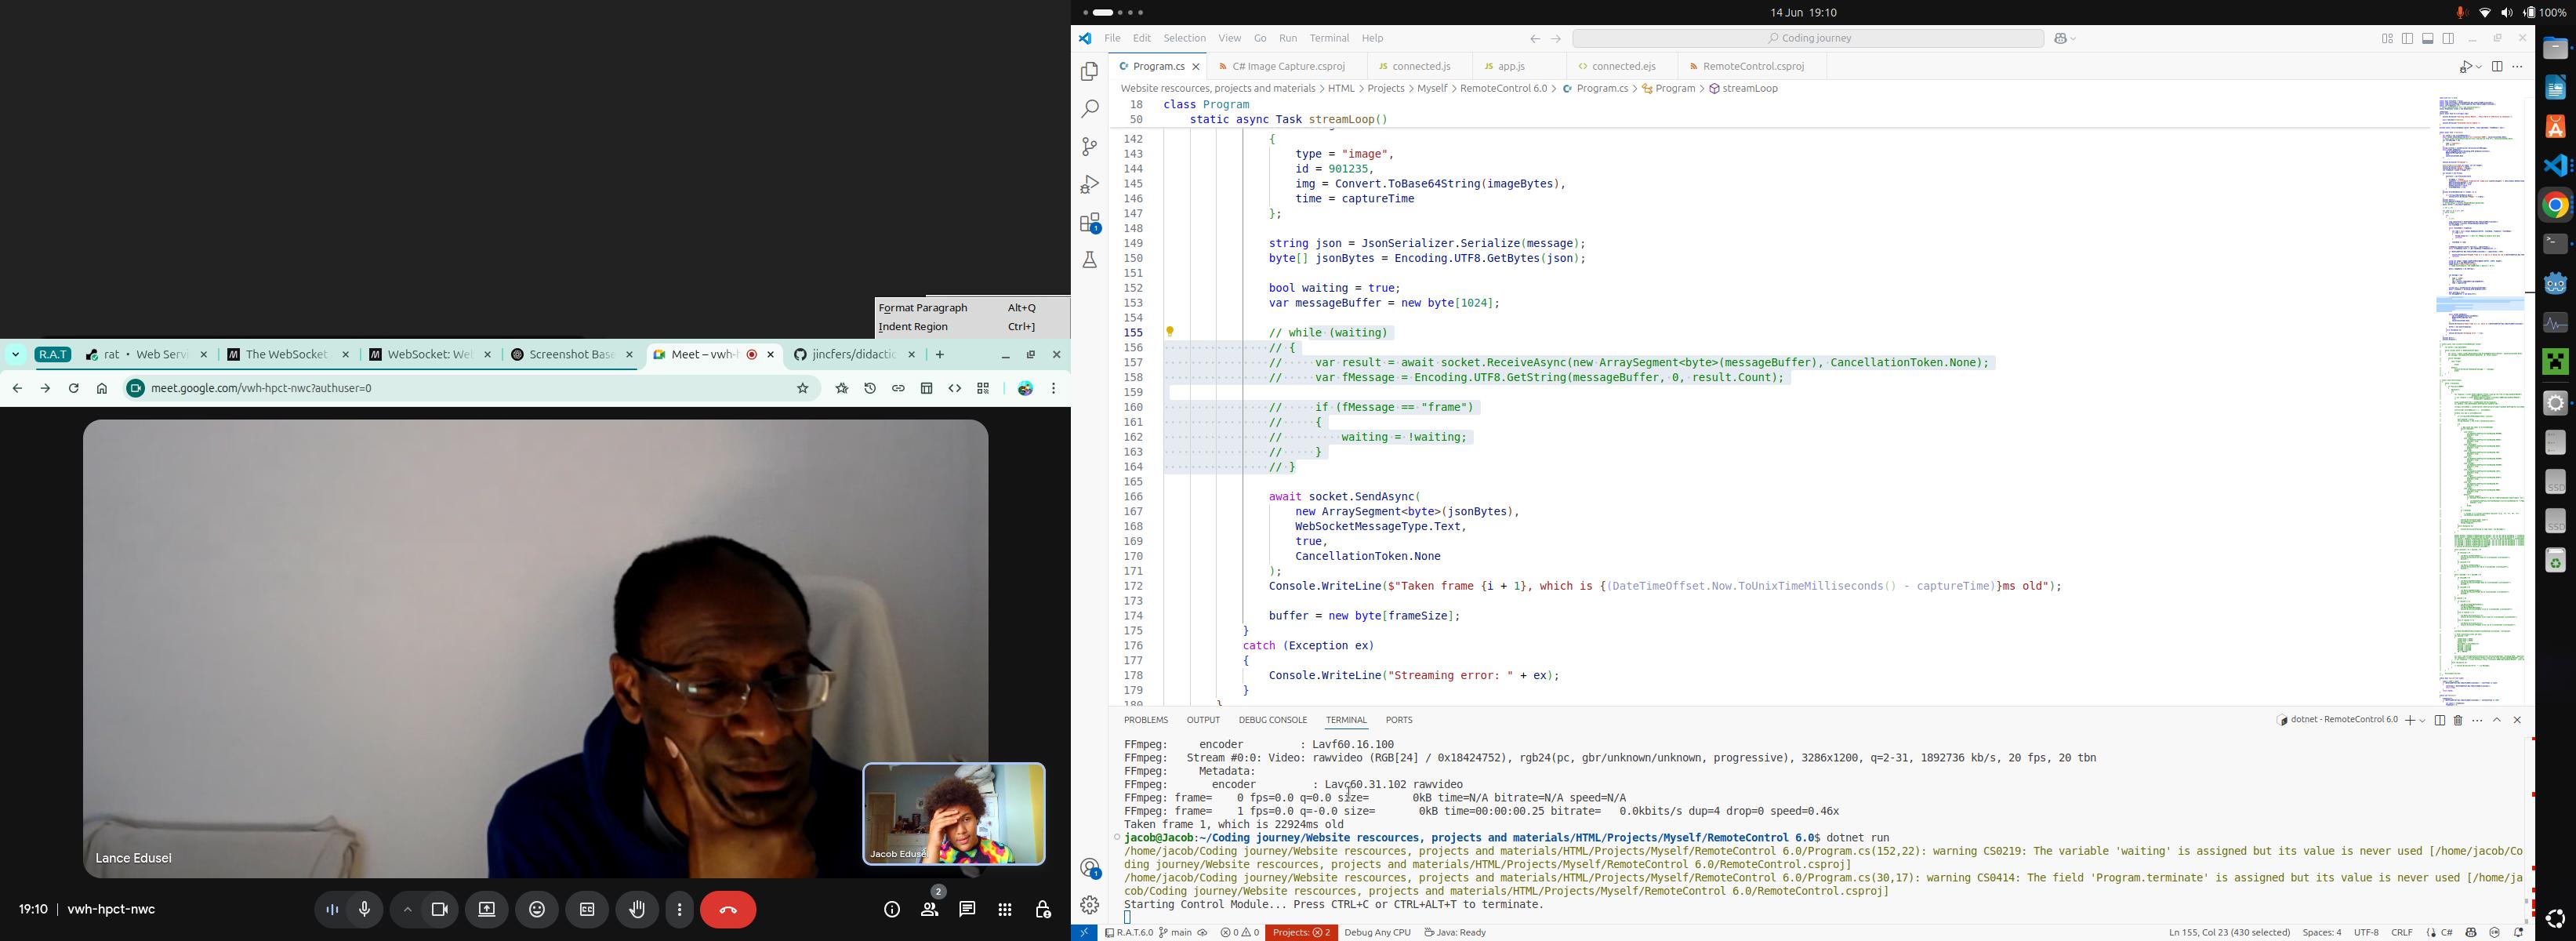 14 Jun 19:10
100%
File Edit Selection View Go Run Terminal Help
Coding journey
Program.cs
C# Image Capture.csproj
JS connected.js
JS app.js
connected.ejs
RemoteControl.csproj
Website rescources, projects and materials > HTML > Projects > Myself > RemoteControl 6.0 > Program.cs > Program > streamLoop
18 class Program
50 static async Task streamLoop()
142 {
143 type = "image",
144 id = 901235,
145 img = Convert.ToBase64String(imageBytes),
146 time = captureTime
147 };
148
149 string json = JsonSerializer.Serialize(message);
150 byte[] jsonBytes = Encoding.UTF8.GetBytes(json);
151
152 bool waiting = true;
153 var messageBuffer = new byte[1024];
154
155 // while (waiting)
156 // {
157 // var result = await socket.ReceiveAsync(new ArraySegment<byte>(messageBuffer), CancellationToken.None);
158 // var fMessage = Encoding.UTF8.GetString(messageBuffer, 0, result.Count);
159
160 // if (fMessage == "frame")
161 // {
162 // waiting = !waiting;
163 // }
164 // }
165
166 await socket.SendAsync(
167 new ArraySegment<byte>(jsonBytes),
168 WebSocketMessageType.Text,
169 true,
170 CancellationToken.None
171 );
172 Console.WriteLine($"Taken frame {i + 1}, which is {(DateTimeOffset.Now.ToUnixTimeMilliseconds() - captureTime)}ms old");
173
174 buffer = new byte[frameSize];
175 }
176 catch (Exception ex)
177 {
178 Console.WriteLine("Streaming error: " + ex);
179 }
180 }
PROBLEMS OUTPUT DEBUG CONSOLE TERMINAL PORTS
dotnet - RemoteControl 6.0
FFmpeg: encoder : Lavf60.16.100
FFmpeg: Stream #0:0: Video: rawvideo (RGB[24] / 0x18424752), rgb24(pc, gbr/unknown/unknown, progressive), 3286x1200, q=2-31, 1892736 kb/s, 20 fps, 20 tbn
FFmpeg: Metadata:
FFmpeg: encoder : Lavc60.31.102 rawvideo
FFmpeg: frame= 0 fps=0.0 q=0.0 size= 0kB time=N/A bitrate=N/A speed=N/A
FFmpeg: frame= 1 fps=0.0 q=-0.0 size= 0kB time=00:00:00.25 bitrate= 0.0kbits/s dup=4 drop=0 speed=0.46x
Taken frame 1, which is 22924ms old
jacob@Jacob:~/Coding journey/Website rescources, projects and materials/HTML/Projects/Myself/RemoteControl 6.0$ dotnet run
/home/jacob/Coding journey/Website rescources, projects and materials/HTML/Projects/Myself/RemoteControl 6.0/Program.cs(152,22): warning CS0219: The variable 'waiting' is assigned but its value is never used [/home/jacob/Co
ding journey/Website rescources, projects and materials/HTML/Projects/Myself/RemoteControl 6.0/RemoteControl.csproj]
/home/jacob/Coding journey/Website rescources, projects and materials/HTML/Projects/Myself/RemoteControl 6.0/Program.cs(30,17): warning CS0414: The field 'Program.terminate' is assigned but its value is never used [/home/ja
cob/Coding journey/Website rescources, projects and materials/HTML/Projects/Myself/RemoteControl 6.0/RemoteControl.csproj]
Starting Control Module... Press CTRL+C or CTRL+ALT+T to terminate.
R.A.T.6.0 main 0 0 Projects: 2 Debug Any CPU Java: Ready
Ln 155, Col 23 (430 selected) Spaces: 4 UTF-8 CRLF C#
Format Paragraph Alt+Q
Indent Region Ctrl+]
R.A.T
rat • Web Servi
The WebSocket
WebSocket: Wel
Screenshot Base
Meet – vwh-h
jincfers/didactic
meet.google.com/vwh-hpct-nwc?authuser=0
Lance Edusei
Jacob Edusei
19:10 | vwh-hpct-nwc
2